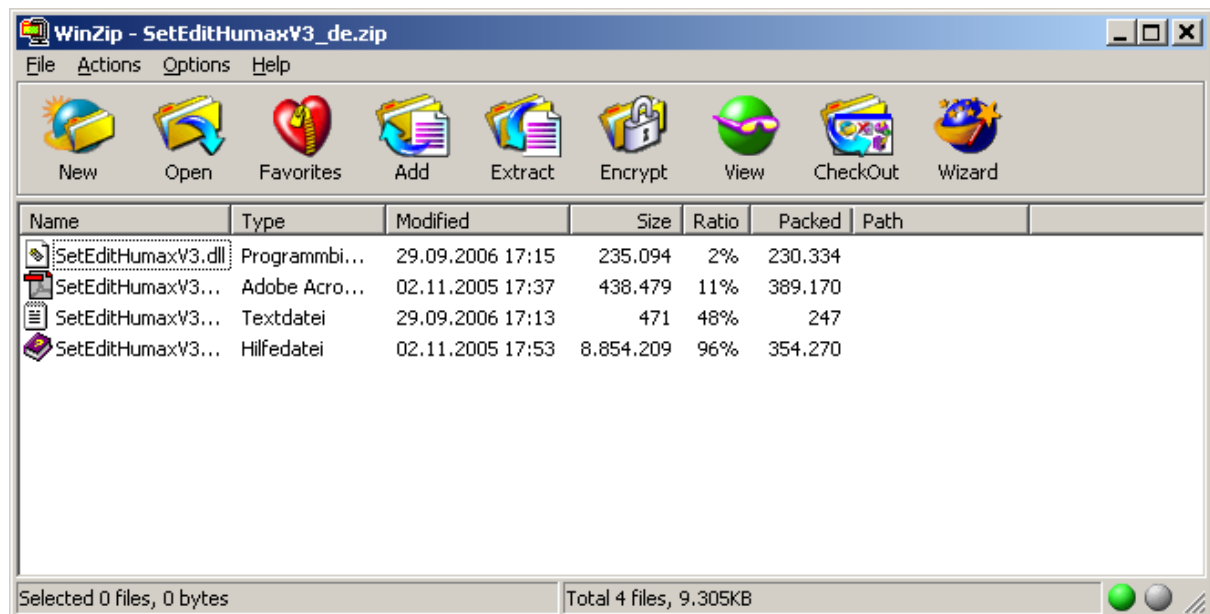 WinZip - SetEditHumaxV3_de.zip
File Actions Options Help
New Open Favorites Add Extract Encrypt View CheckOut Wizard
Name Type Modified Size Ratio Packed Path
SetEditHumaxV3.dll Programmbi... 29.09.2006 17:15 235.094 2% 230.334
SetEditHumaxV3... Adobe Acro... 02.11.2005 17:37 438.479 11% 389.170
SetEditHumaxV3... Textdatei 29.09.2006 17:13 471 48% 247
SetEditHumaxV3... Hilfedatei 02.11.2005 17:53 8.854.209 96% 354.270
Selected 0 files, 0 bytes Total 4 files, 9.305KB